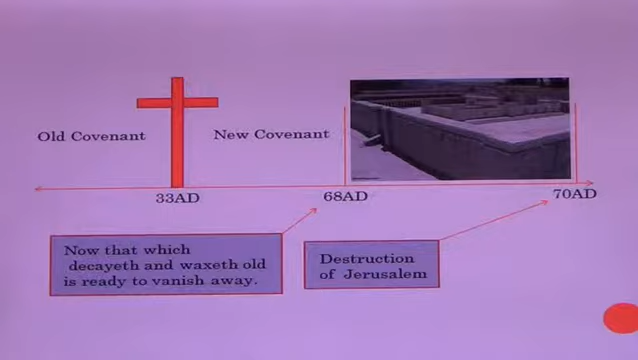 Old Covenant
New Covenant
33AD
68AD
70AD
Now that which
decayeth and waxeth old
is ready to vanish away.
Destruction
of Jerusalem